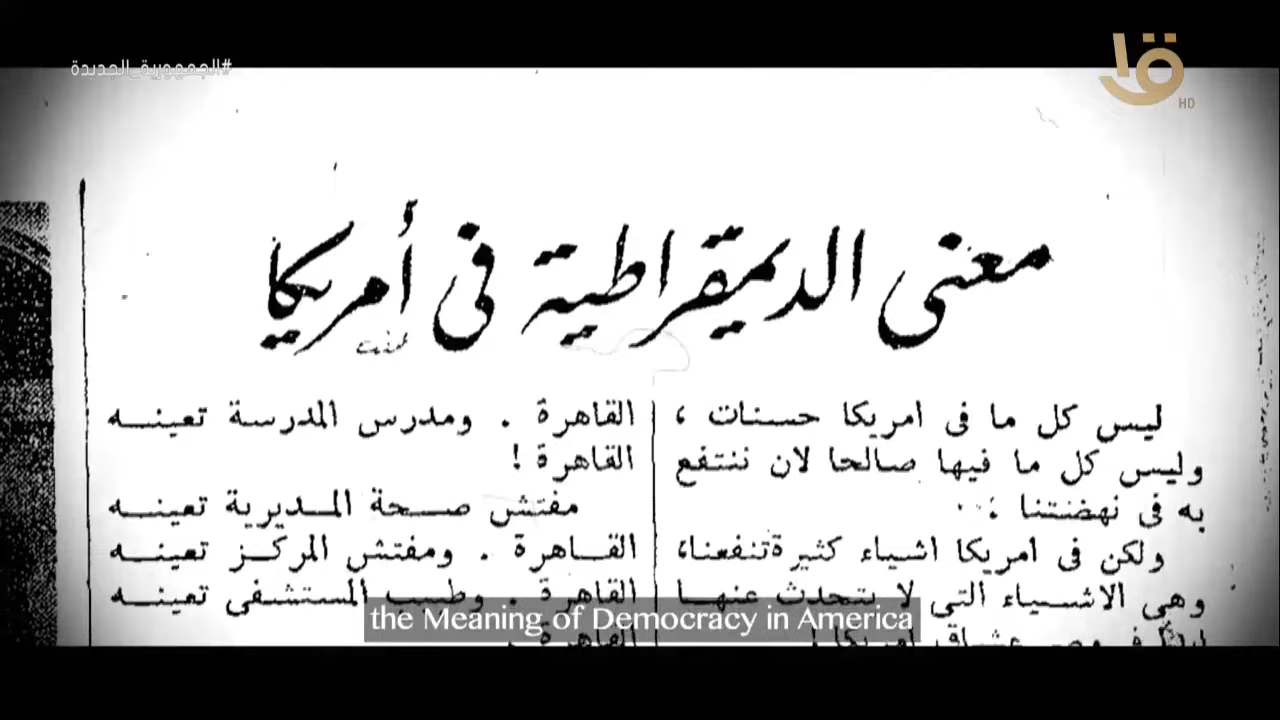 #الجمهورية_الجديدة
HD
معنى الديمقراطية فى أمريكا
ليس كل ما فى امريكا حسنات ،
وليس كل ما فيها صالحا لان ننتفع
به فى نهضتنا
ولكن فى امريكا اشياء كثيرة تنفعنا،
وهى الاشياء التى لا يتحدث عنها
القاهرة . ومدرس المدرسة تعينه
القاهرة !
مفتش صحة المديرية تعينه
القاهرة . ومفتش المركز تعينه
القاهرة . وطبيب المستشفى تعينه
the Meaning of Democracy in America